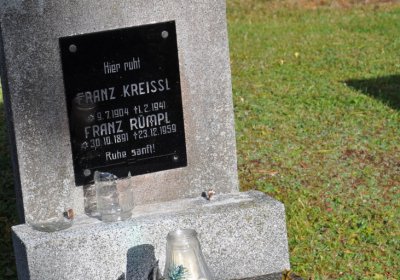 Hier ruht
FRANZ KREISSL
* 9.7.1904 † 1.2.1941
FRANZ RÜMPL
* 30.10.1891 † 23.12.1959
Ruhe sanft!